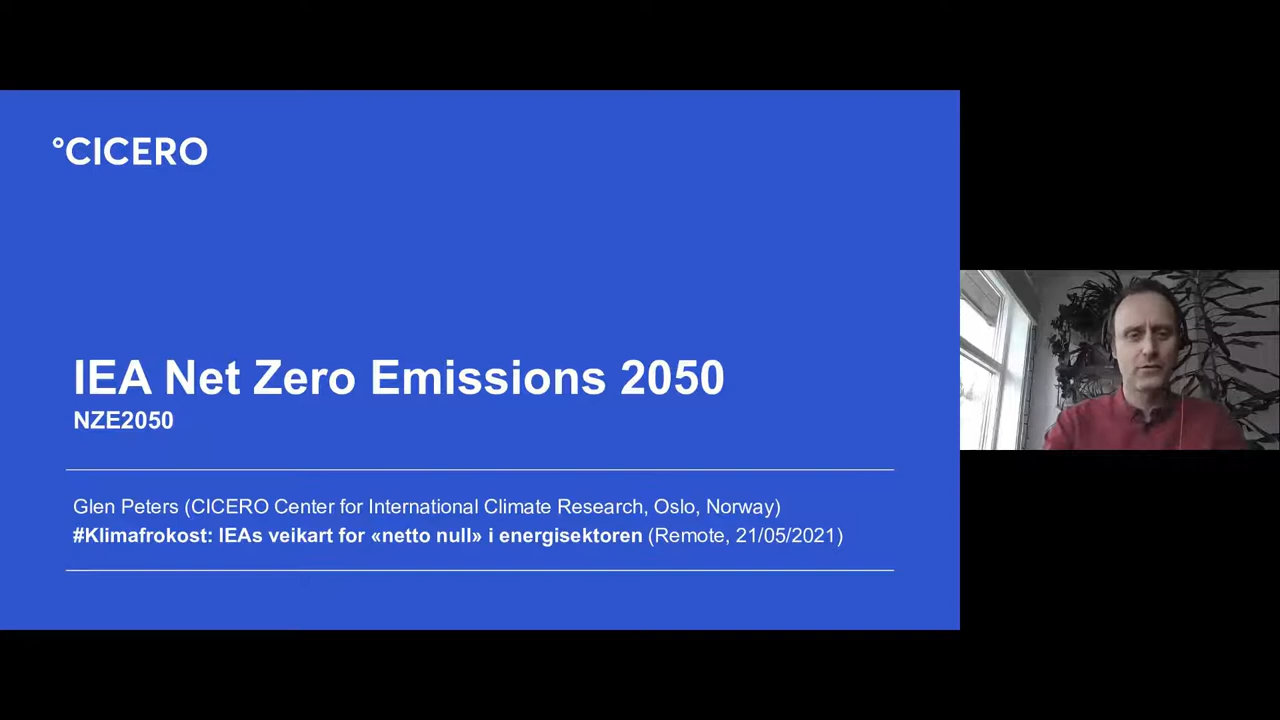 °CICERO
IEA Net Zero Emissions 2050
NZE2050
Glen Peters (CICERO Center for International Climate Research, Oslo, Norway)
#Klimafrokost: IEAs veikart for «netto null» i energisektoren (Remote, 21/05/2021)